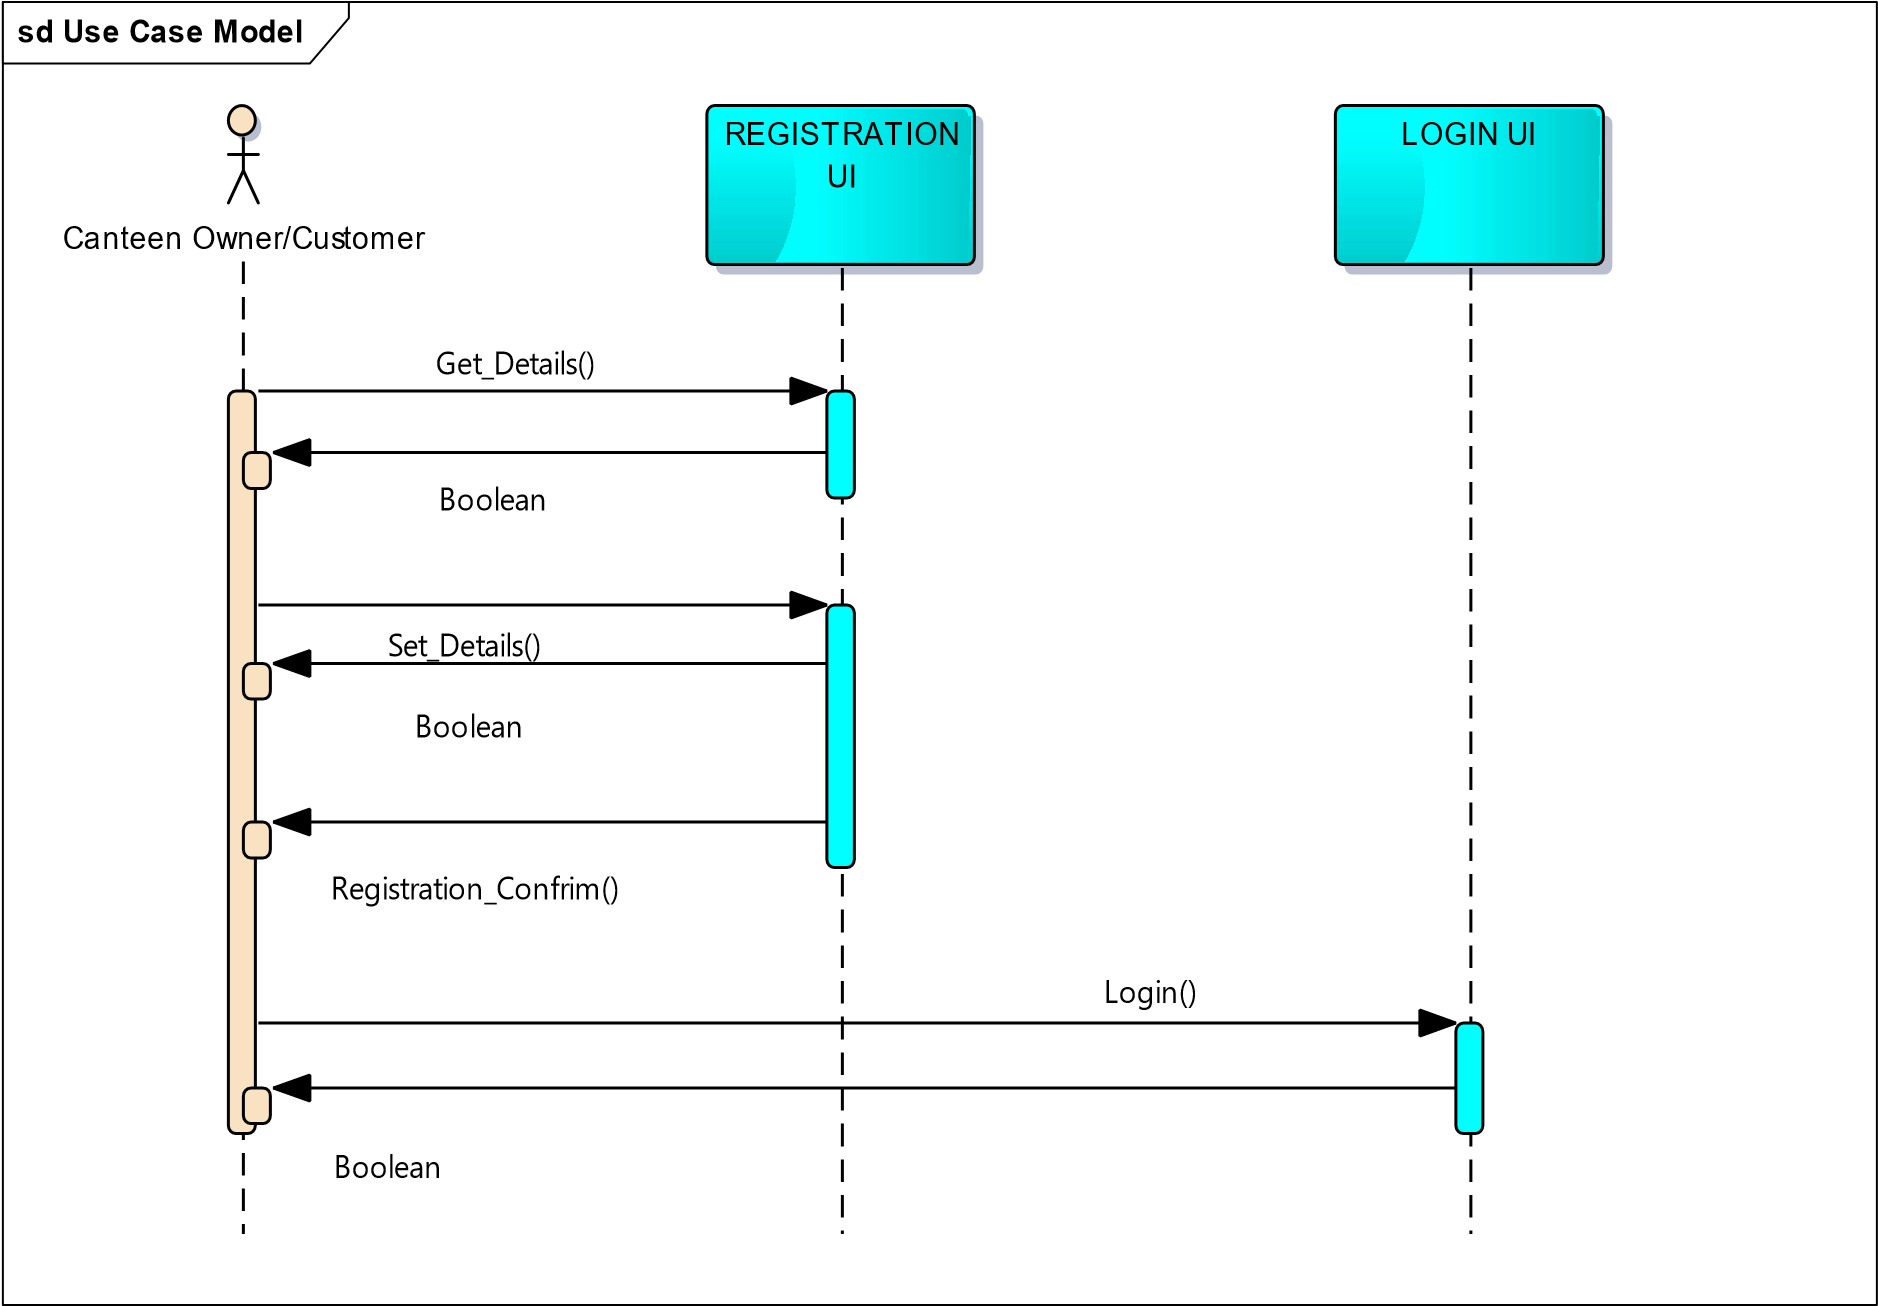 sd Use Case Model
Canteen Owner/Customer
REGISTRATION
UI
LOGIN UI
Get_Details()
Boolean
Set_Details()
Boolean
Registration_Confrim()
Login()
Boolean